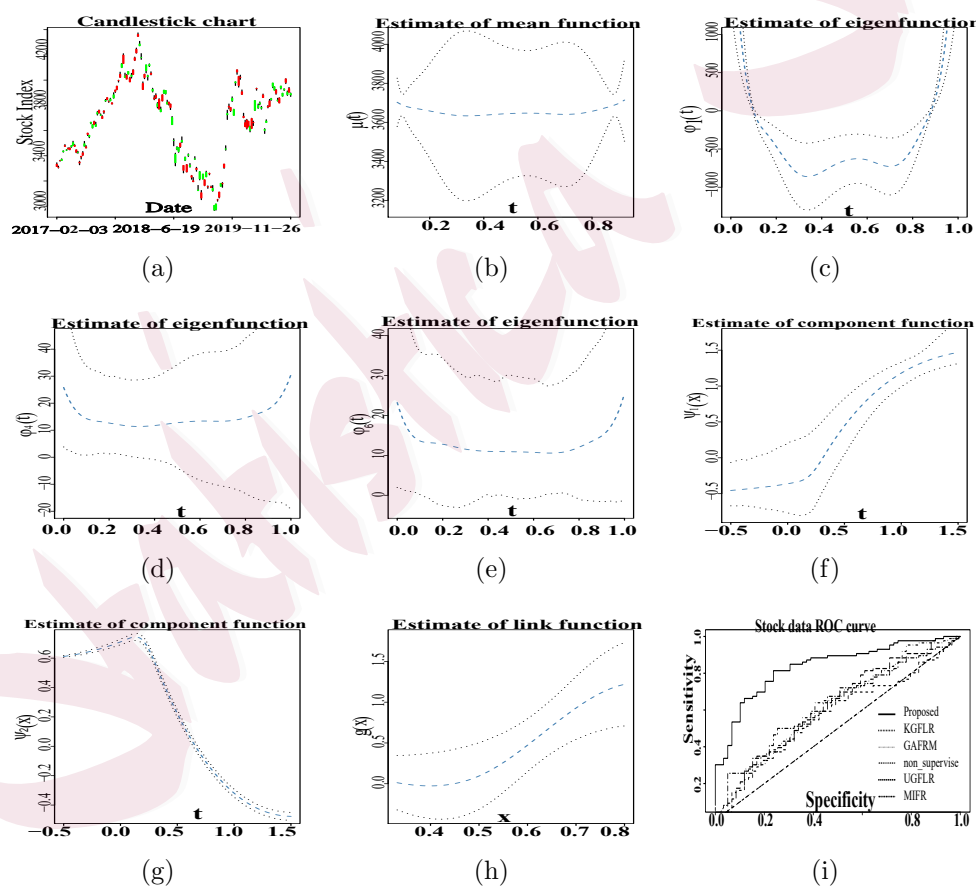 Candlestick chart
Stock Index
3000 3400 3800 4200
Date
2017−02−03 2018−6−19 2019−11−26
(a)
Estimate of mean function
μ(t)
3200 3400 3600 3800 4000
t
0.2 0.4 0.6 0.8
(b)
Estimate of eigenfunction
φ1(t)
−1000 −500 0 500 1000
t
0.0 0.2 0.4 0.6 0.8 1.0
(c)
Estimate of eigenfunction
φ4(t)
−20 −10 0 10 20 30 40
t
0.0 0.2 0.4 0.6 0.8 1.0
(d)
Estimate of eigenfunction
φ6(t)
0 10 20 30 40
t
0.0 0.2 0.4 0.6 0.8 1.0
(e)
Estimate of component function
ψ1(x)
−0.5 0.0 0.5 1.0 1.5
t
−0.5 0.0 0.5 1.0 1.5
(f)
Estimate of component function
ψ2(x)
−0.4 −0.2 0.0 0.2 0.4 0.6
t
−0.5 0.0 0.5 1.0 1.5
(g)
Estimate of link function
g(x)
0.0 0.5 1.0 1.5
x
0.4 0.5 0.6 0.7 0.8
(h)
Stock data ROC curve
Sensitivity
0.2 0.4 0.6 0.8 1.0
Proposed
KGFLR
GAFRM
non_supervise
UGFLR
MIFR
Specificity
0.0 0.2 0.4 0.6 0.8 1.0
(i)